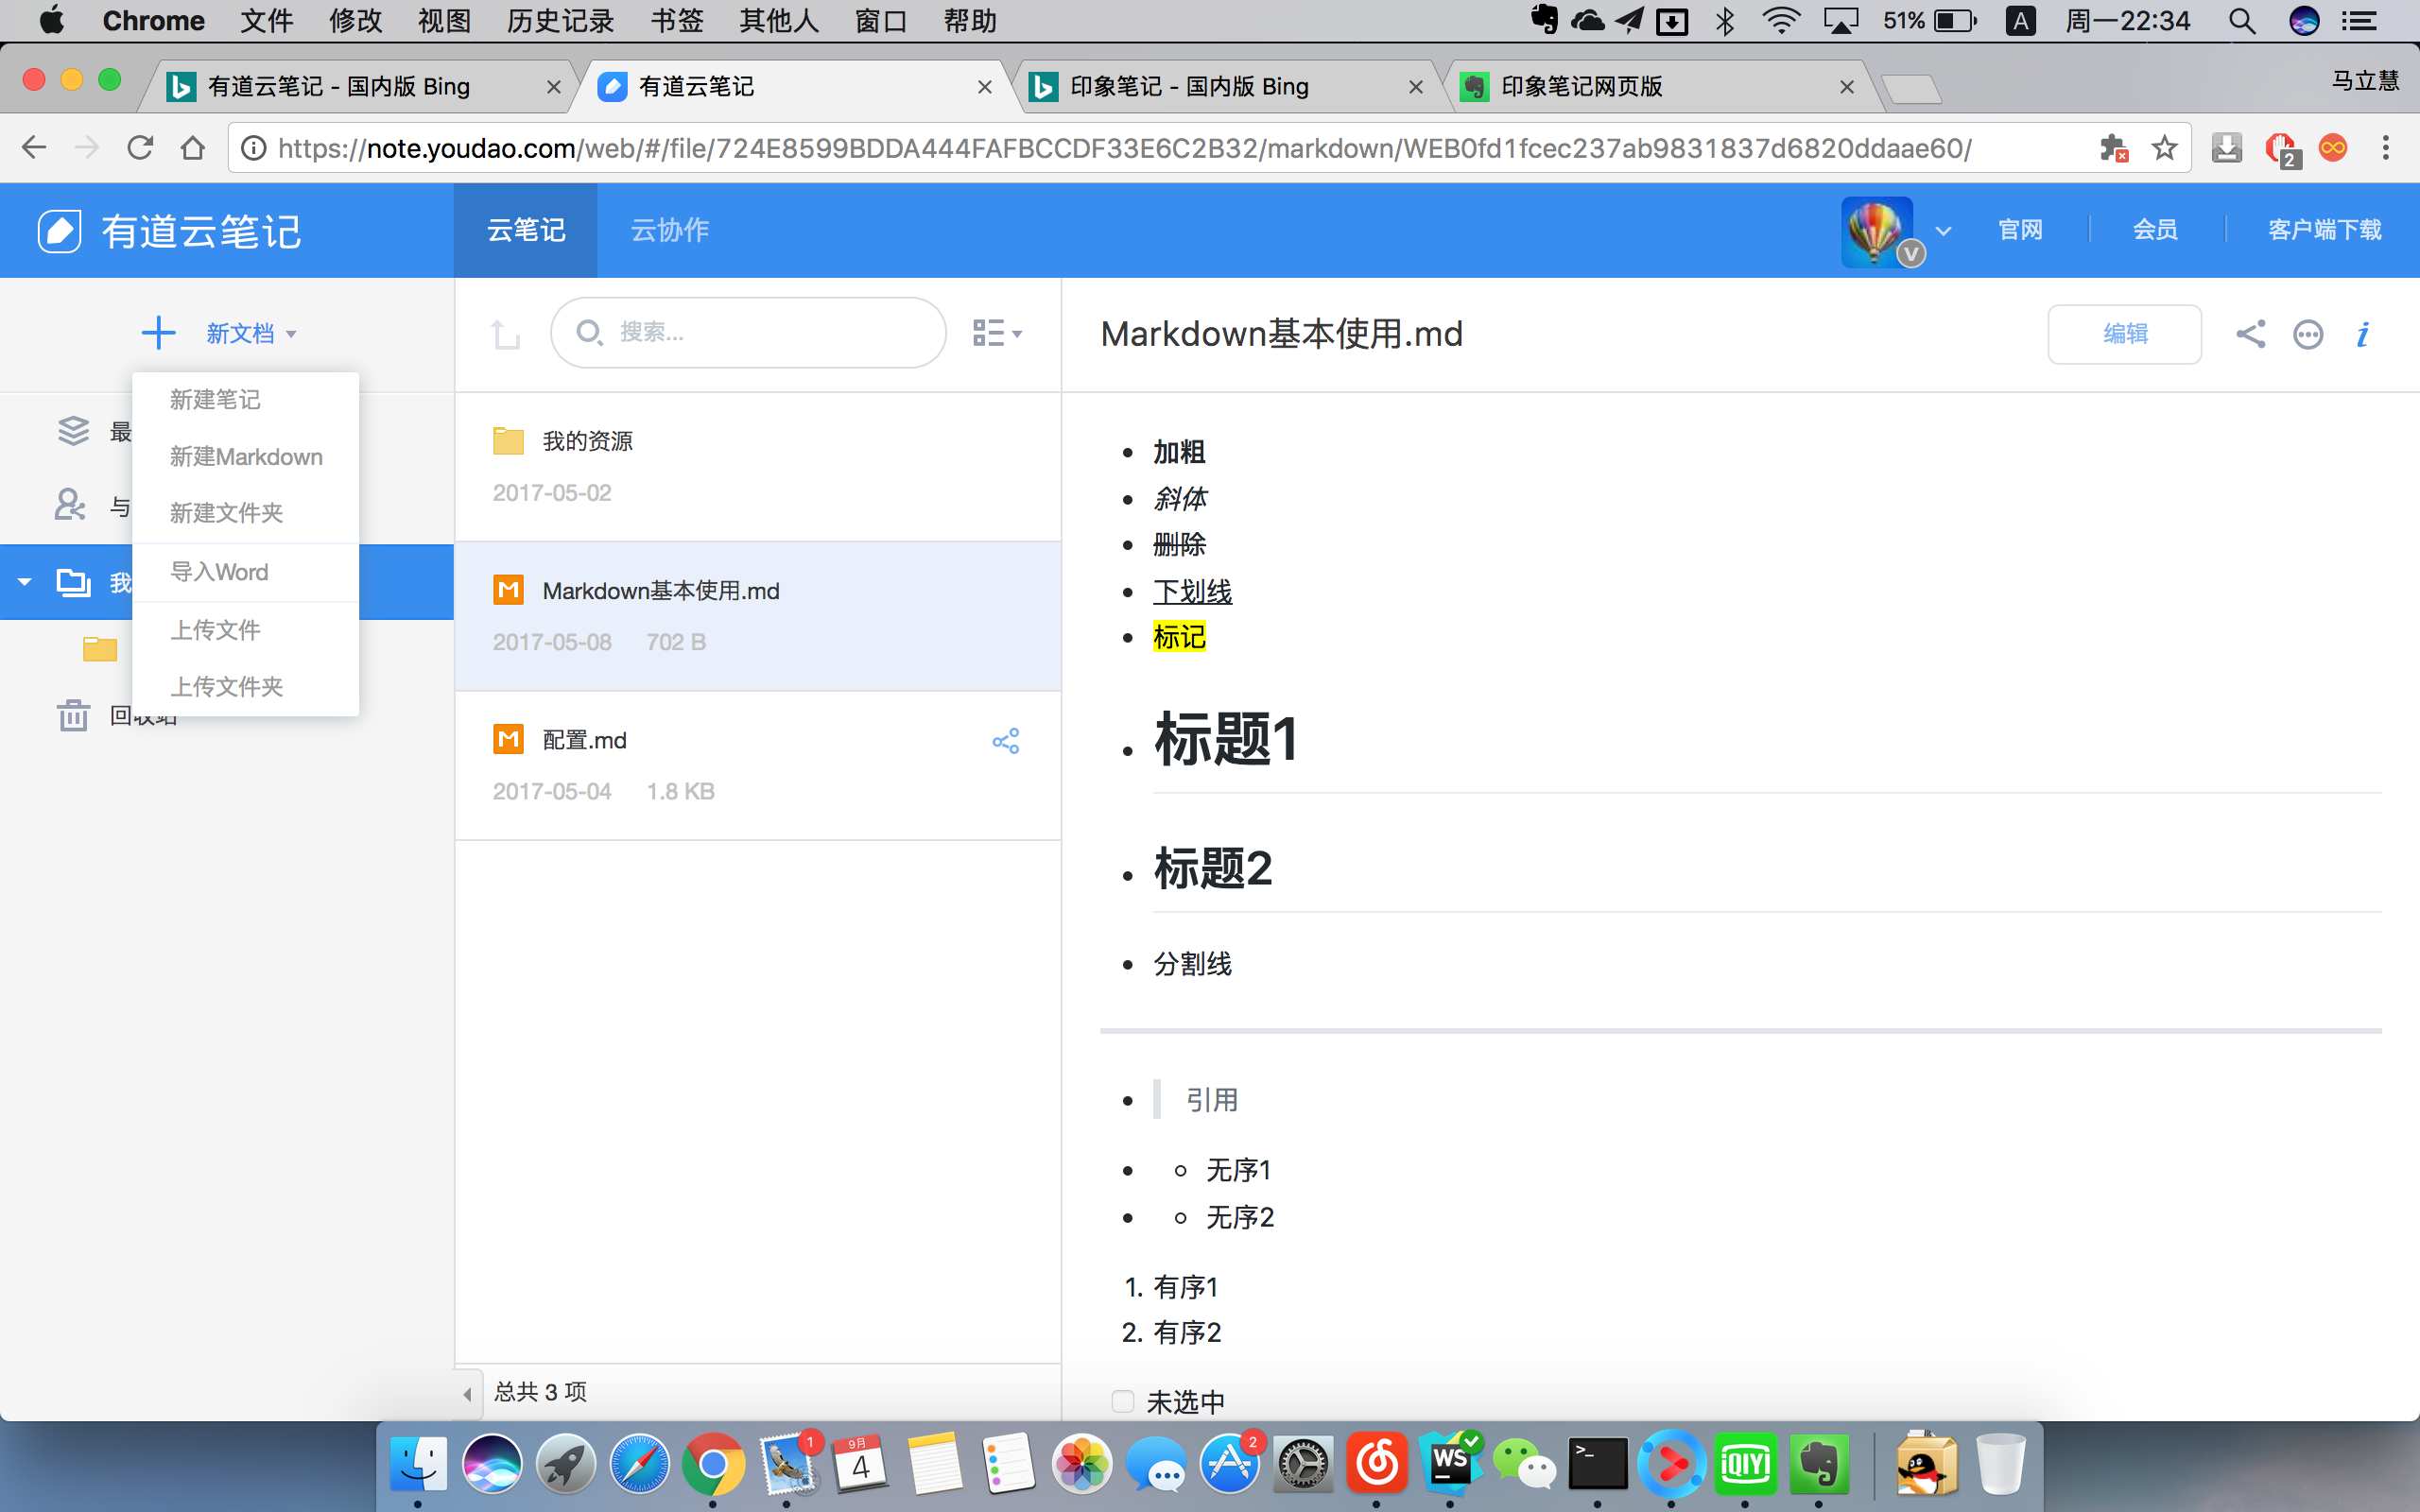 Chrome 文件 修改 视图 历史记录 书签 其他人 窗口 帮助 51% A 周一22:34
有道云笔记 - 国内版 Bing 有道云笔记 印象笔记 - 国内版 Bing 印象笔记网页版 马立慧
https://note.youdao.com/web/#/file/724E8599BDDA444FAFBCCDF33E6C2B32/markdown/WEB0fd1fcec237ab9831837d6820ddaae60/ 2
有道云笔记 云笔记 云协作 V 官网 会员 客户端下载
新文档
新建笔记
最
新建Markdown
与
新建文件夹
导入Word
我
上传文件
上传文件夹
回收站
搜索...
我的资源
2017-05-02
Markdown基本使用.md
2017-05-08 702 B
配置.md
2017-05-04 1.8 KB
总共 3 项
Markdown基本使用.md 编辑
加粗
斜体
删除
下划线
标记
标题1
标题2
分割线
引用
无序1
无序2
1. 有序1
2. 有序2
未选中
1 9月 4 2 WS >_ iQIYI